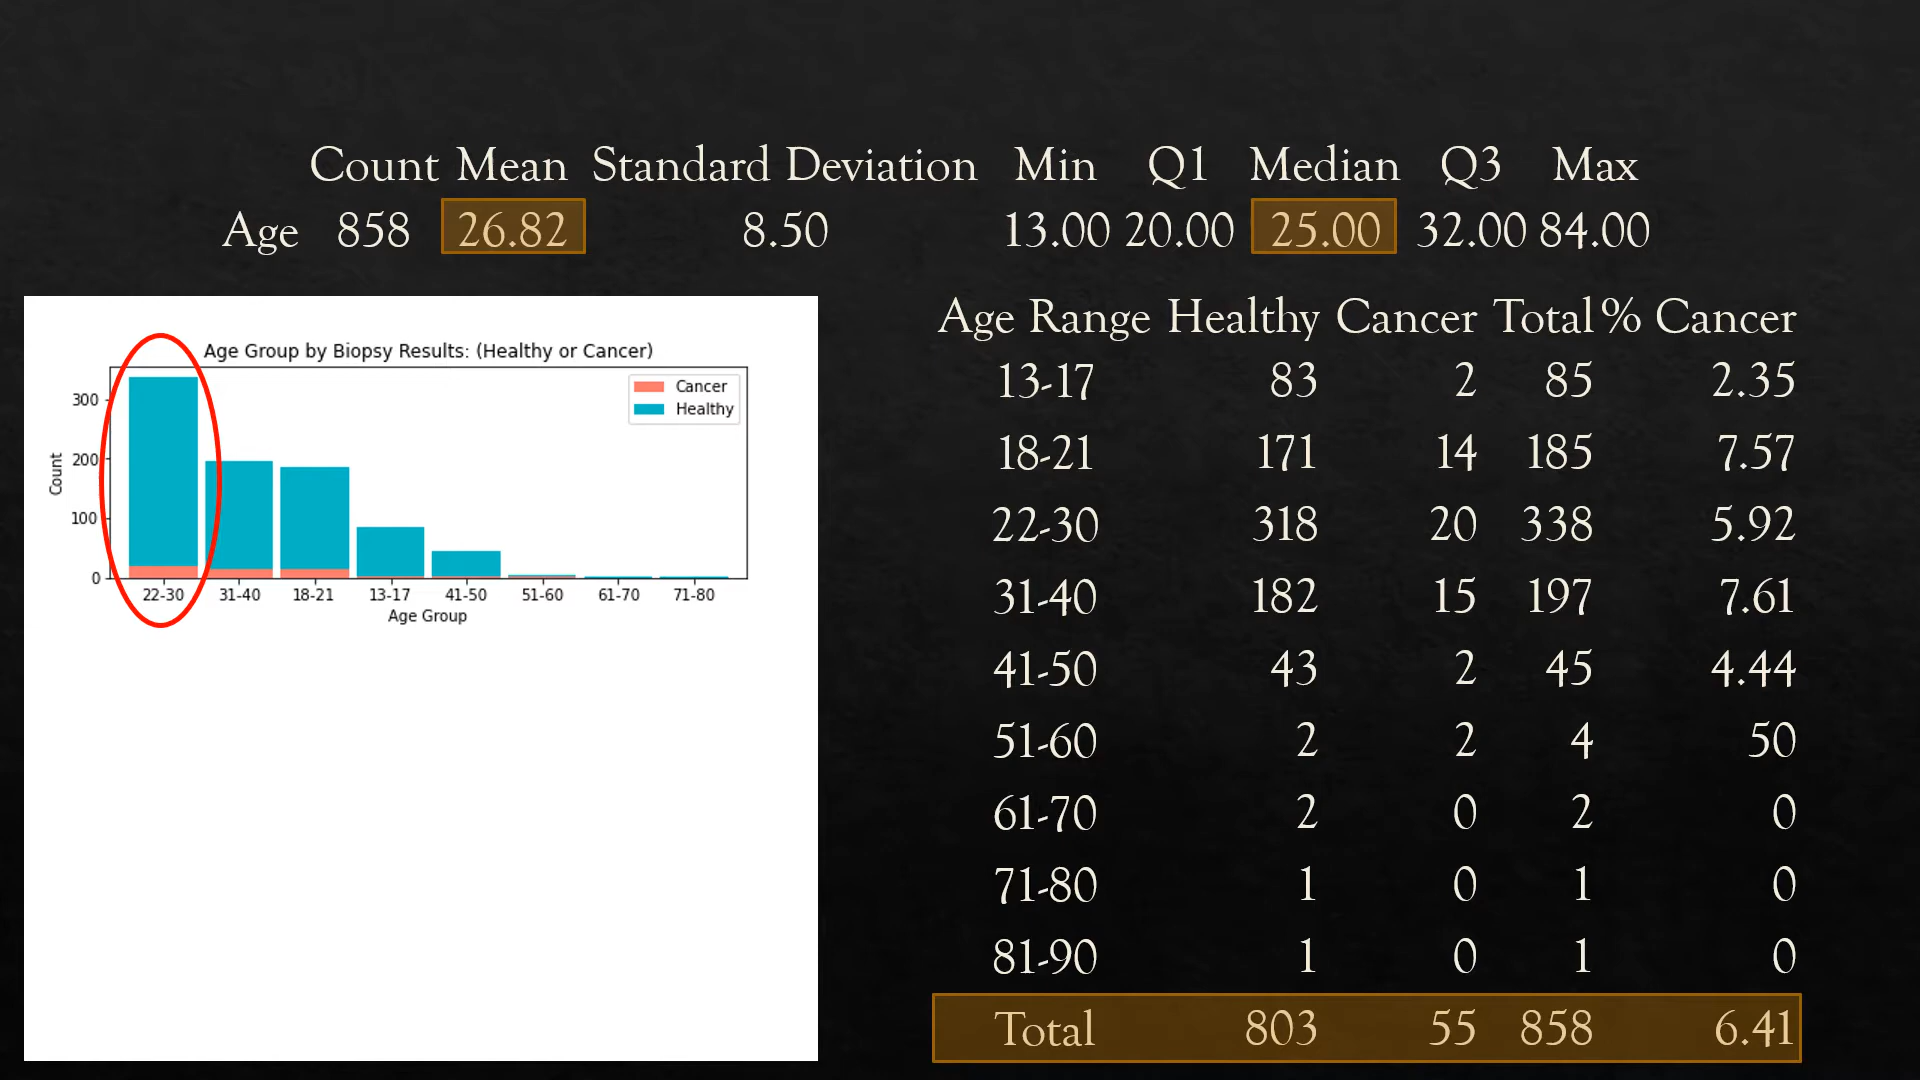 Count Mean Standard Deviation Min Q1 Median Q3 Max
Age 858 26.82 8.50 13.00 20.00 25.00 32.00 84.00
Age Group by Biopsy Results: (Healthy or Cancer)
Cancer
Healthy
300
200
100
0
Count
22-30 31-40 18-21 13-17 41-50 51-60 61-70 71-80
Age Group
Age Range Healthy Cancer Total % Cancer
13-17 83 2 85 2.35
18-21 171 14 185 7.57
22-30 318 20 338 5.92
31-40 182 15 197 7.61
41-50 43 2 45 4.44
51-60 2 2 4 50
61-70 2 0 2 0
71-80 1 0 1 0
81-90 1 0 1 0
Total 803 55 858 6.41